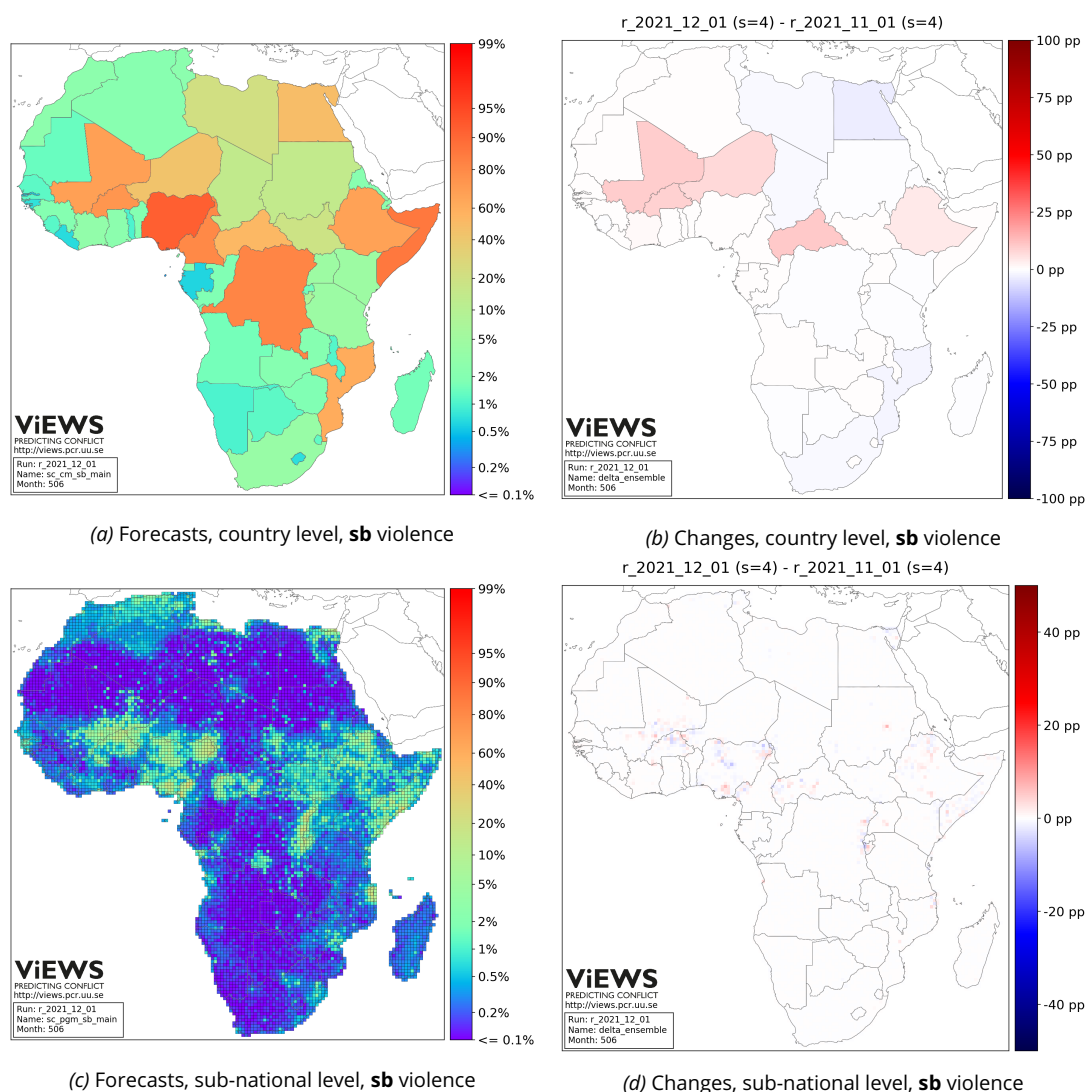 r_2021_12_01 (s=4) - r_2021_11_01 (s=4)
99%
95%
90%
80%
60%
40%
20%
10%
5%
2%
1%
0.5%
0.2%
<= 0.1%
ViEWS
PREDICTING CONFLICT
http://views.pcr.uu.se
Run: r_2021_12_01
Name: sc_cm_sb_main
Month: 506
100 pp
75 pp
50 pp
25 pp
0 pp
-25 pp
-50 pp
-75 pp
-100 pp
ViEWS
PREDICTING CONFLICT
http://views.pcr.uu.se
Run: r_2021_12_01
Name: delta_ensemble
Month: 506
(a) Forecasts, country level, sb violence
(b) Changes, country level, sb violence
r_2021_12_01 (s=4) - r_2021_11_01 (s=4)
99%
95%
90%
80%
60%
40%
20%
10%
5%
2%
1%
0.5%
0.2%
<= 0.1%
ViEWS
PREDICTING CONFLICT
http://views.pcr.uu.se
Run: r_2021_12_01
Name: sc_pgm_sb_main
Month: 506
40 pp
20 pp
0 pp
-20 pp
-40 pp
ViEWS
PREDICTING CONFLICT
http://views.pcr.uu.se
Run: r_2021_12_01
Name: delta_ensemble
Month: 506
(c) Forecasts, sub-national level, sb violence
(d) Changes, sub-national level, sb violence